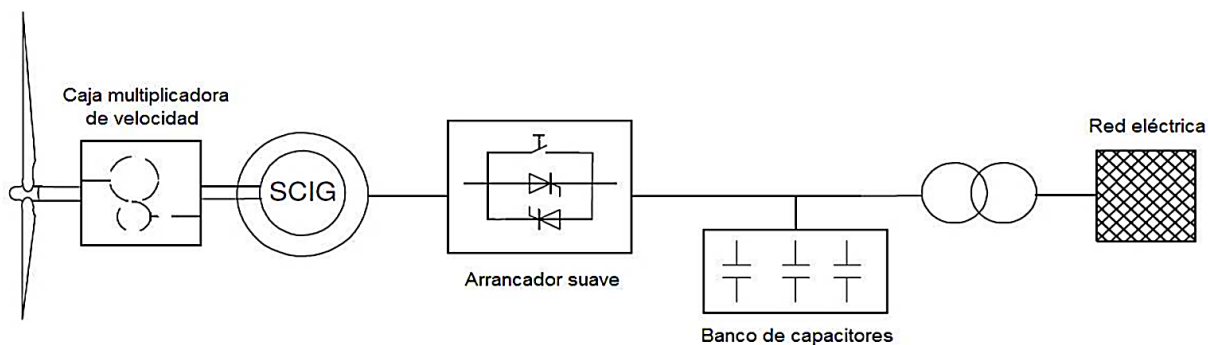 Caja multiplicadora
de velocidad
SCIG
Arrancador suave
Banco de capacitores
Red eléctrica